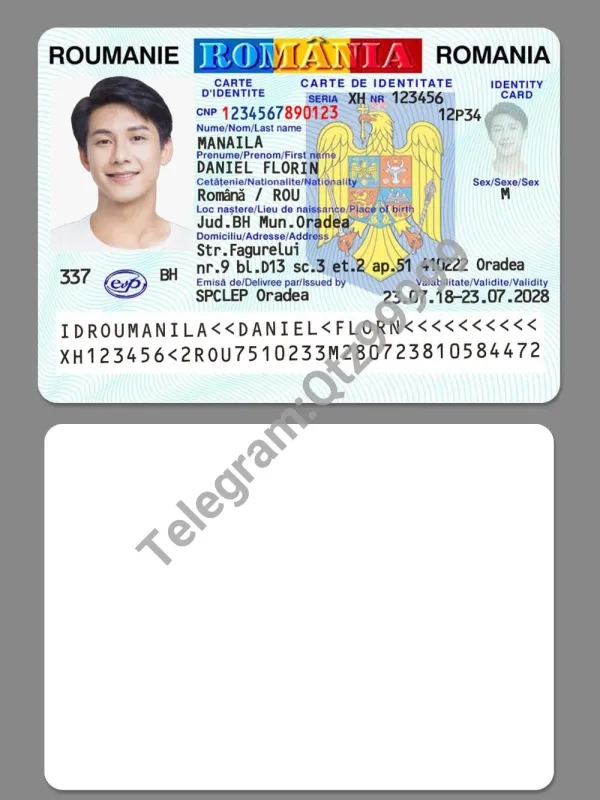 ROUMANIE ROMÂNIA ROMANIA
CARTE D'IDENTITE
CARTE DE IDENTITATE
IDENTITY CARD
SERIA XH NR 123456
CNP 1234567890123
12P34
Nume/Nom/Last name
MANAILA
Prenume/Prenom/First name
DANIEL FLORIN
Cetăţenie/Nationalite/Nationality
Română / ROU
Sex/Sexe/Sex
M
Loc naştere/Lieu de naissance/Place of birth
Jud.BH Mun.Oradea
Domiciliu/Adresse/Address
Str.Fagurelui
nr.9 bl.D13 sc.3 et.2 ap.51 410222 Oradea
337 evp BH
Emisă de/Delivree par/Issued by
Valabilitate/Validite/Validity
SPCLEP Oradea
23.07.18-23.07.2028
IDROUMANILA<<DANIEL<FLORN<<<<<<<<<<
XH123456<2ROU7510233M280723810584472